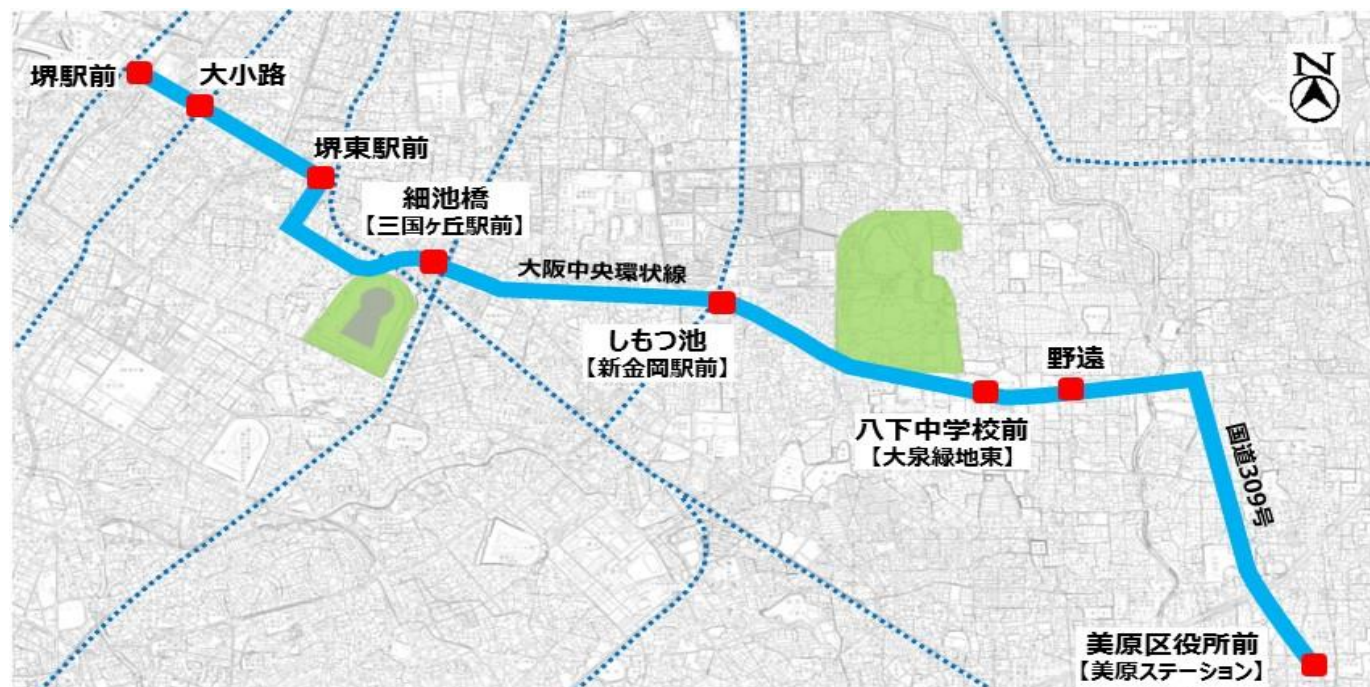 堺駅前
大小路
N
堺東駅前
細池橋
【三国ヶ丘駅前】
大阪中央環状線
しもつ池
【新金岡駅前】
野遠
八下中学校前
【大泉緑地東】
国道309号
美原区役所前
【美原ステーション】